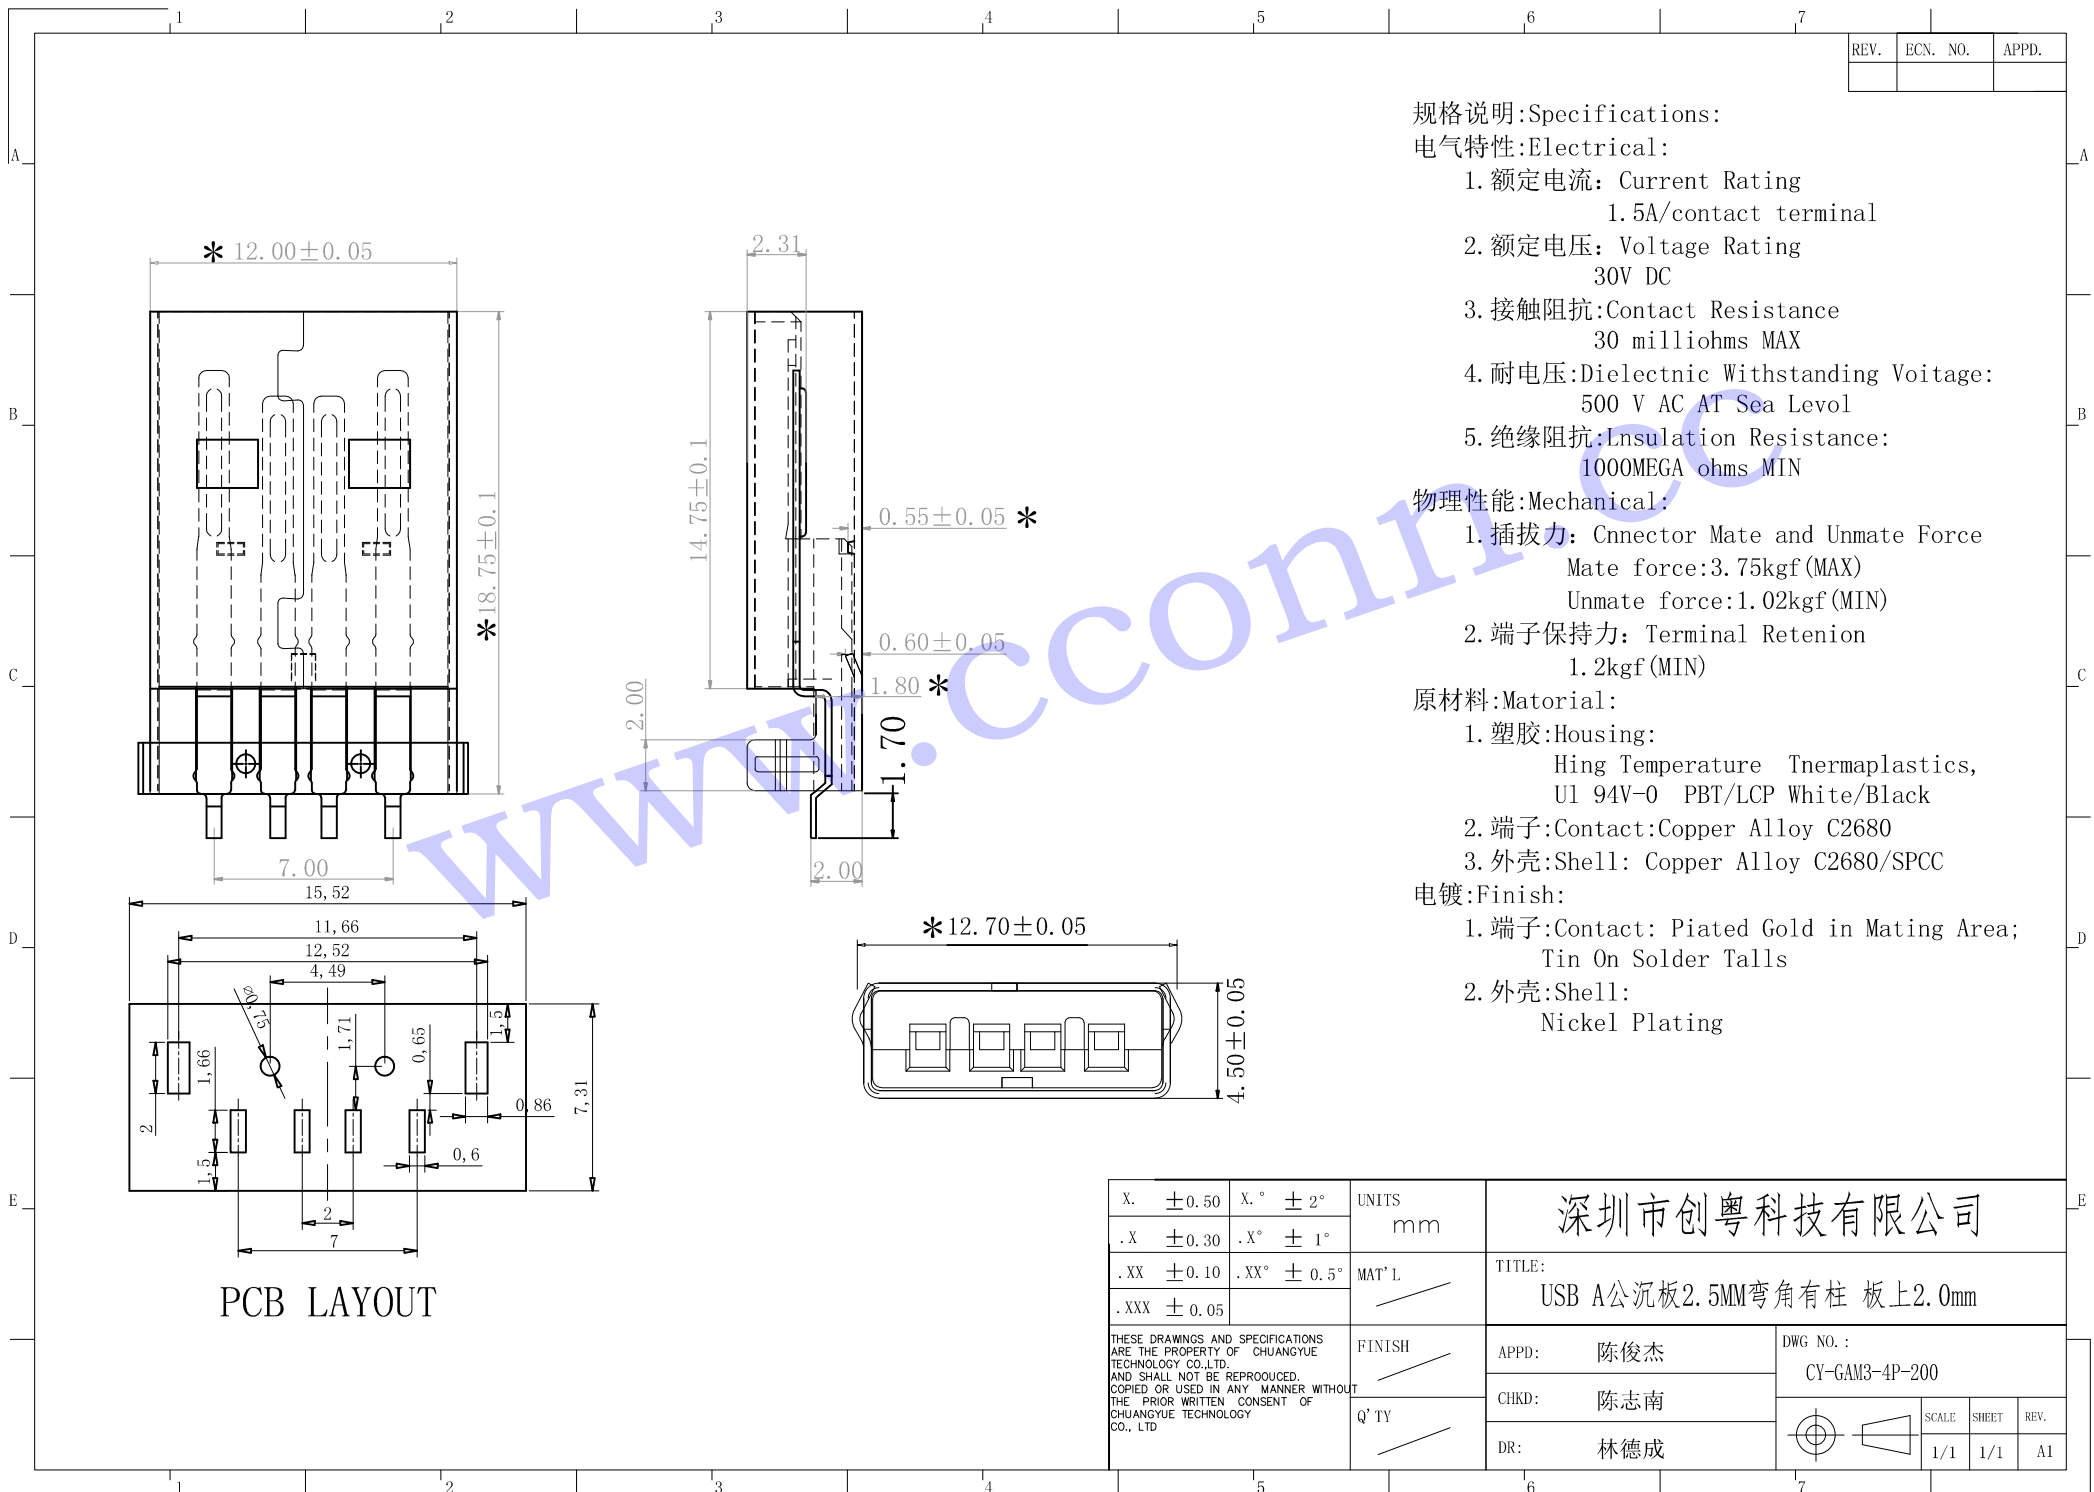 1 2 3 4 5 6 7
REV. ECN. NO. APPD.
A A
B B
C C
D D
E E
规格说明:Specifications:
电气特性:Electrical:
1.额定电流: Current Rating
1.5A/contact terminal
2.额定电压: Voltage Rating
30V DC
3.接触阻抗:Contact Resistance
30 milliohms MAX
4.耐电压:Dielectnic Withstanding Voitage:
500 V AC AT Sea Levol
5.绝缘阻抗:Lnsulation Resistance:
1000MEGA ohms MIN
物理性能:Mechanical:
1.插拔力: Cnnector Mate and Unmate Force
Mate force:3.75kgf(MAX)
Unmate force:1.02kgf(MIN)
2.端子保持力: Terminal Retenion
1.2kgf(MIN)
原材料:Matorial:
1.塑胶:Housing:
Hing Temperature Tnermaplastics,
Ul 94V-0 PBT/LCP White/Black
2.端子:Contact:Copper Alloy C2680
3.外壳:Shell: Copper Alloy C2680/SPCC
电镀:Finish:
1.端子:Contact: Piated Gold in Mating Area;
Tin On Solder Talls
2.外壳:Shell:
Nickel Plating
*12.00±0.05
*18.75±0.1
7.00
2.31
14.75±0.1
0.55±0.05 *
0.60±0.05
1.80 *
2.00
1.70
2.00
www.cconn.cc
15,52
11,66
12,52
4,49
ø0,75
1,71
0,65
1,5
1,66
2
1,5
0,86
0,6
7,31
2
7
PCB LAYOUT
*12.70±0.05
4.50±0.05
X. ±0.50 X.° ±2°
.X ±0.30 .X° ± 1°
.XX ±0.10 .XX° ± 0.5°
.XXX ± 0.05
UNITS
mm
MAT'L
FINISH
Q'TY
THESE DRAWINGS AND SPECIFICATIONS
ARE THE PROPERTY OF CHUANGYUE
TECHNOLOGY CO.,LTD.
AND SHALL NOT BE REPROOUCED.
COPIED OR USED IN ANY MANNER WITHOUT
THE PRIOR WRITTEN CONSENT OF
CHUANGYUE TECHNOLOGY
CO., LTD
深圳市创粤科技有限公司
TITLE:
USB A公沉板2.5MM弯角有柱 板上2.0mm
APPD: 陈俊杰
CHKD: 陈志南
DR: 林德成
DWG NO.:
CY-GAM3-4P-200
SCALE SHEET REV.
1/1 1/1 A1
1 2 3 4 5 6 7